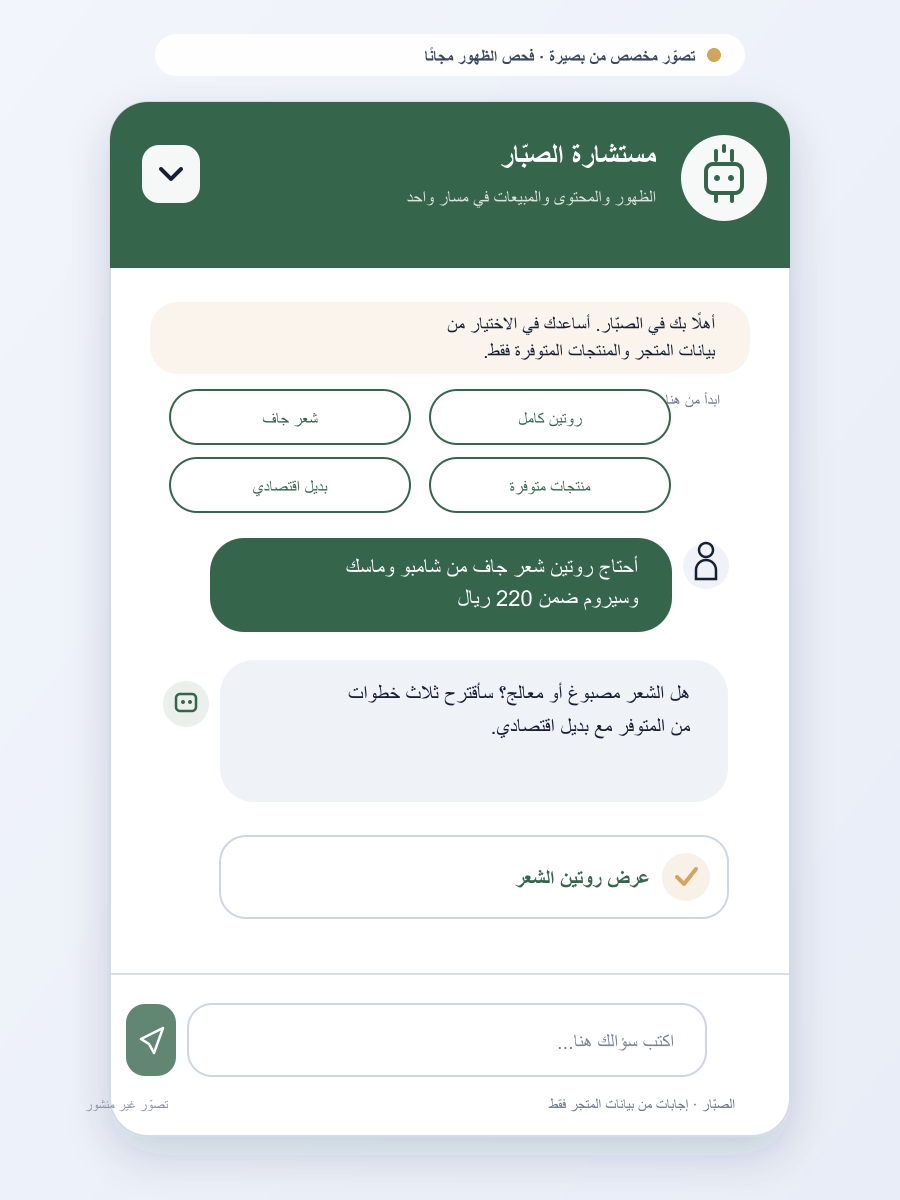 تصوّر مخصص من بصيرة · فحص الظهور مجانًا
مستشارة الصبّار
الظهور والمحتوى والمبيعات في مسار واحد
أهلًا بك في الصبّار. أساعدك في الاختيار من
بيانات المتجر والمنتجات المتوفرة فقط.
ابدأ من هنا
روتين كامل
شعر جاف
منتجات متوفرة
بديل اقتصادي
أحتاج روتين شعر جاف من شامبو وماسك
وسيروم ضمن 220 ريال
هل الشعر مصبوغ أو معالج؟ سأقترح ثلاث خطوات
من المتوفر مع بديل اقتصادي.
عرض روتين الشعر
اكتب سؤالك هنا...
الصبّار · إجابات من بيانات المتجر فقط
تصوّر غير منشور